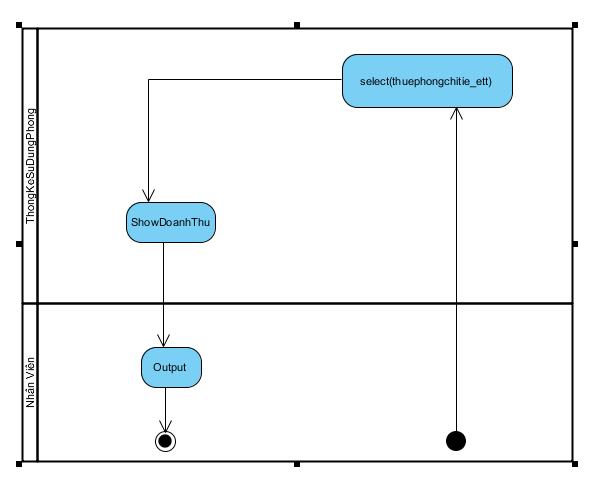 ThongKeSuDungPhong
select(thuephongchitie_ett)
ShowDoanhThu
Nhân Viên
Output